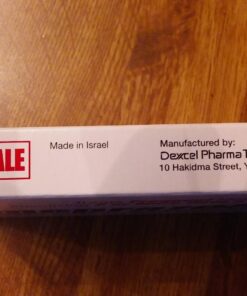 ALE
Made in Israel
Manufactured by:
Dexcel Pharma T
10 Hakidma Street, Y